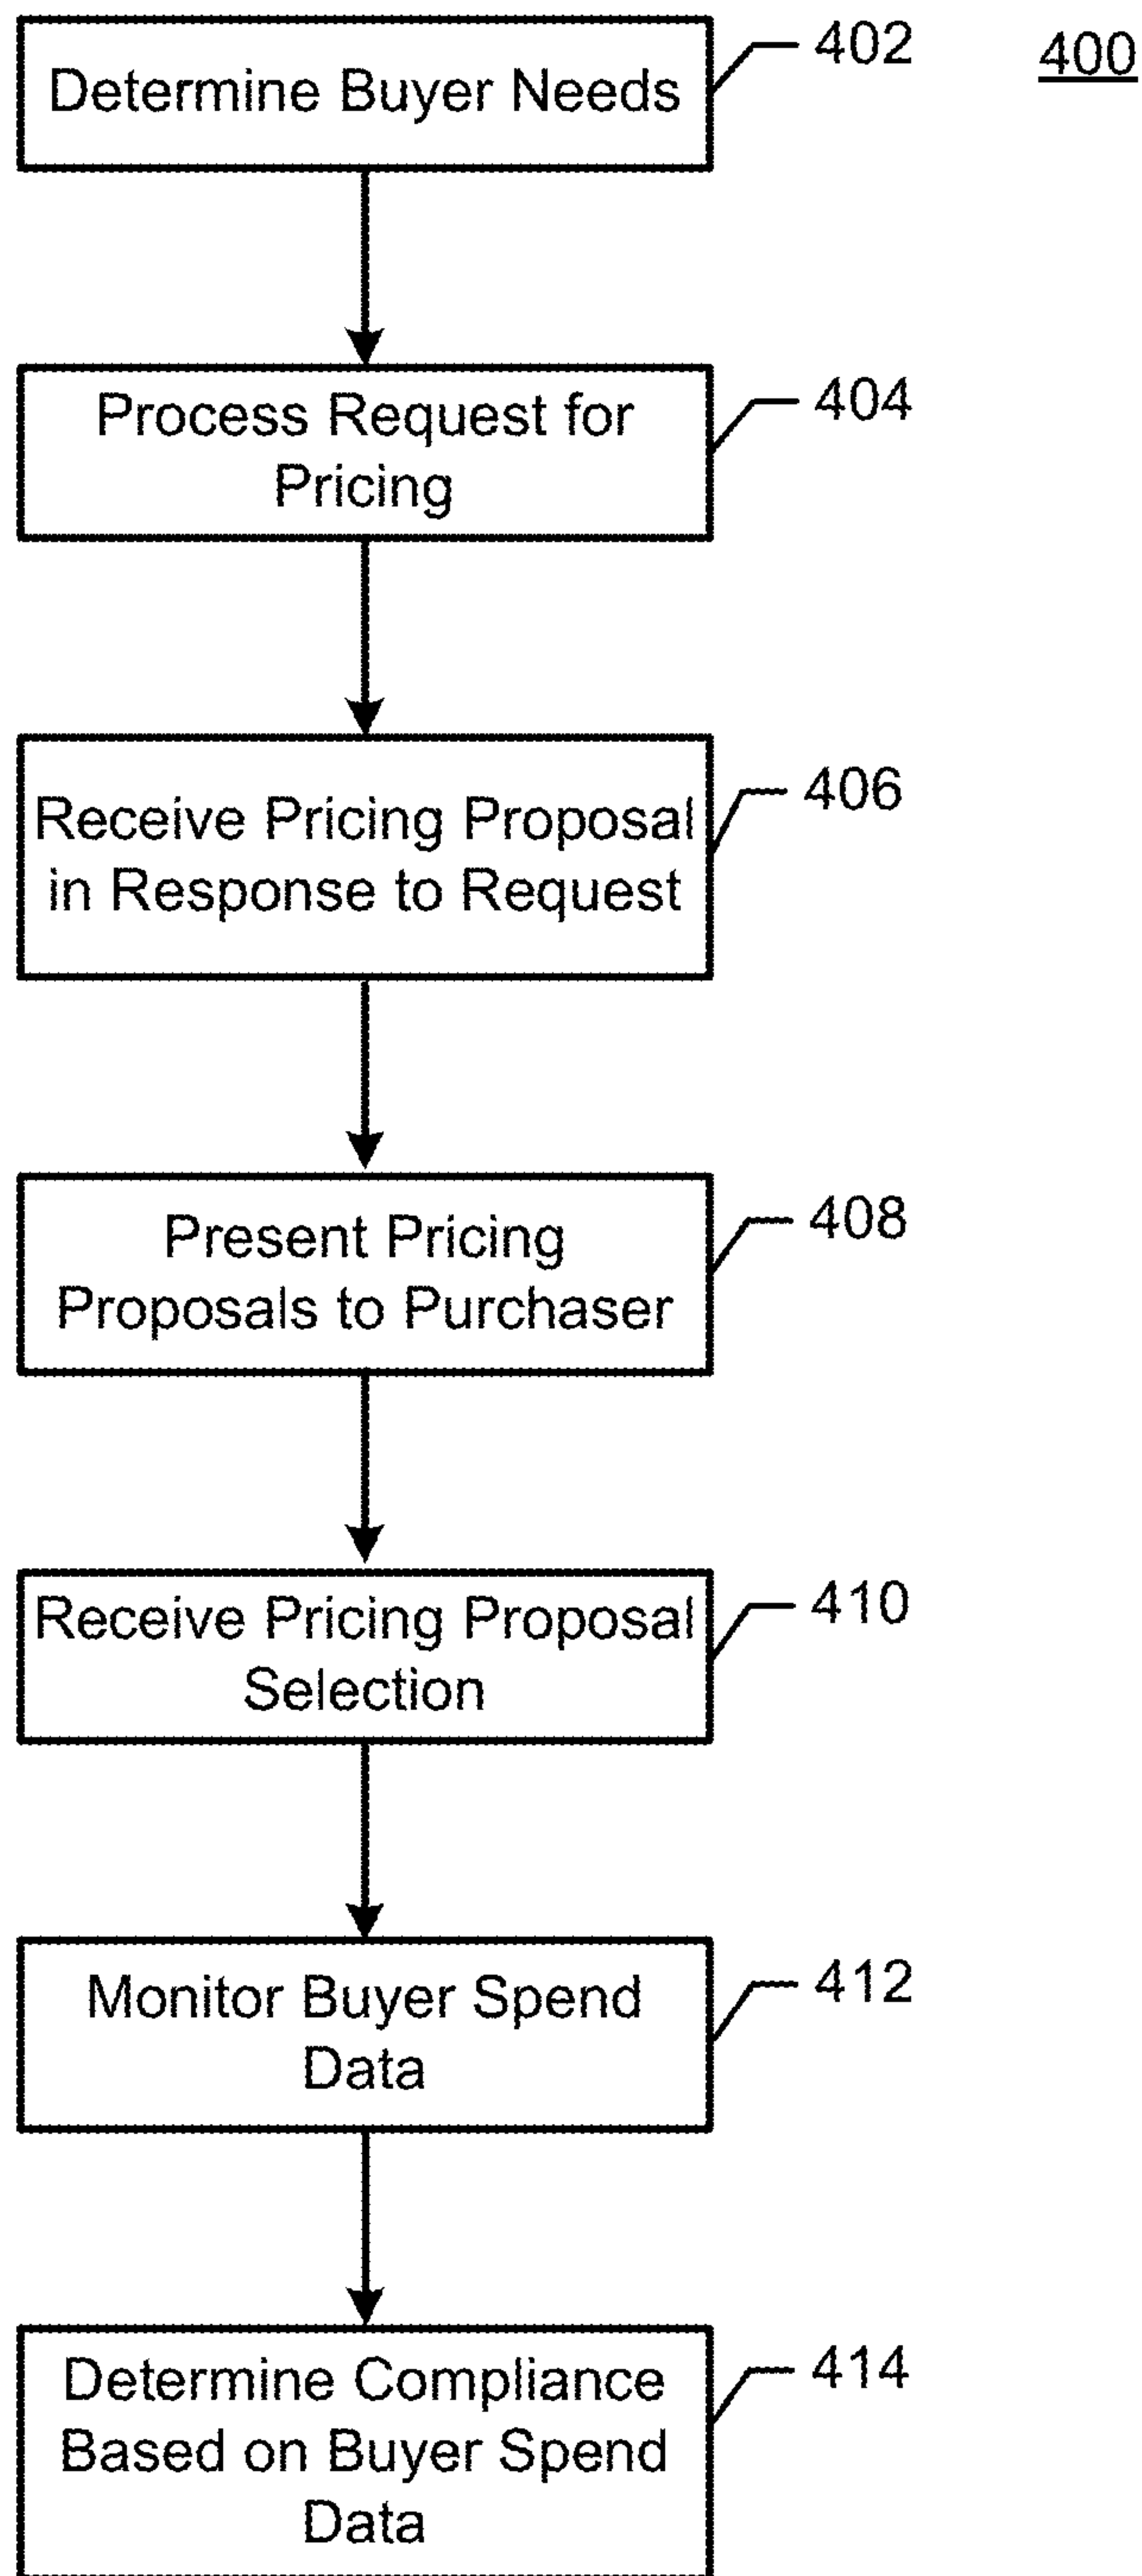 402
400
Determine Buyer Needs
404
Process Request for
Pricing
406
Receive Pricing Proposal
in Response to Request
408
Present Pricing
Proposals to Purchaser
410
Receive Pricing Proposal
Selection
412
Monitor Buyer Spend
Data
414
Determine Compliance
Based on Buyer Spend
Data